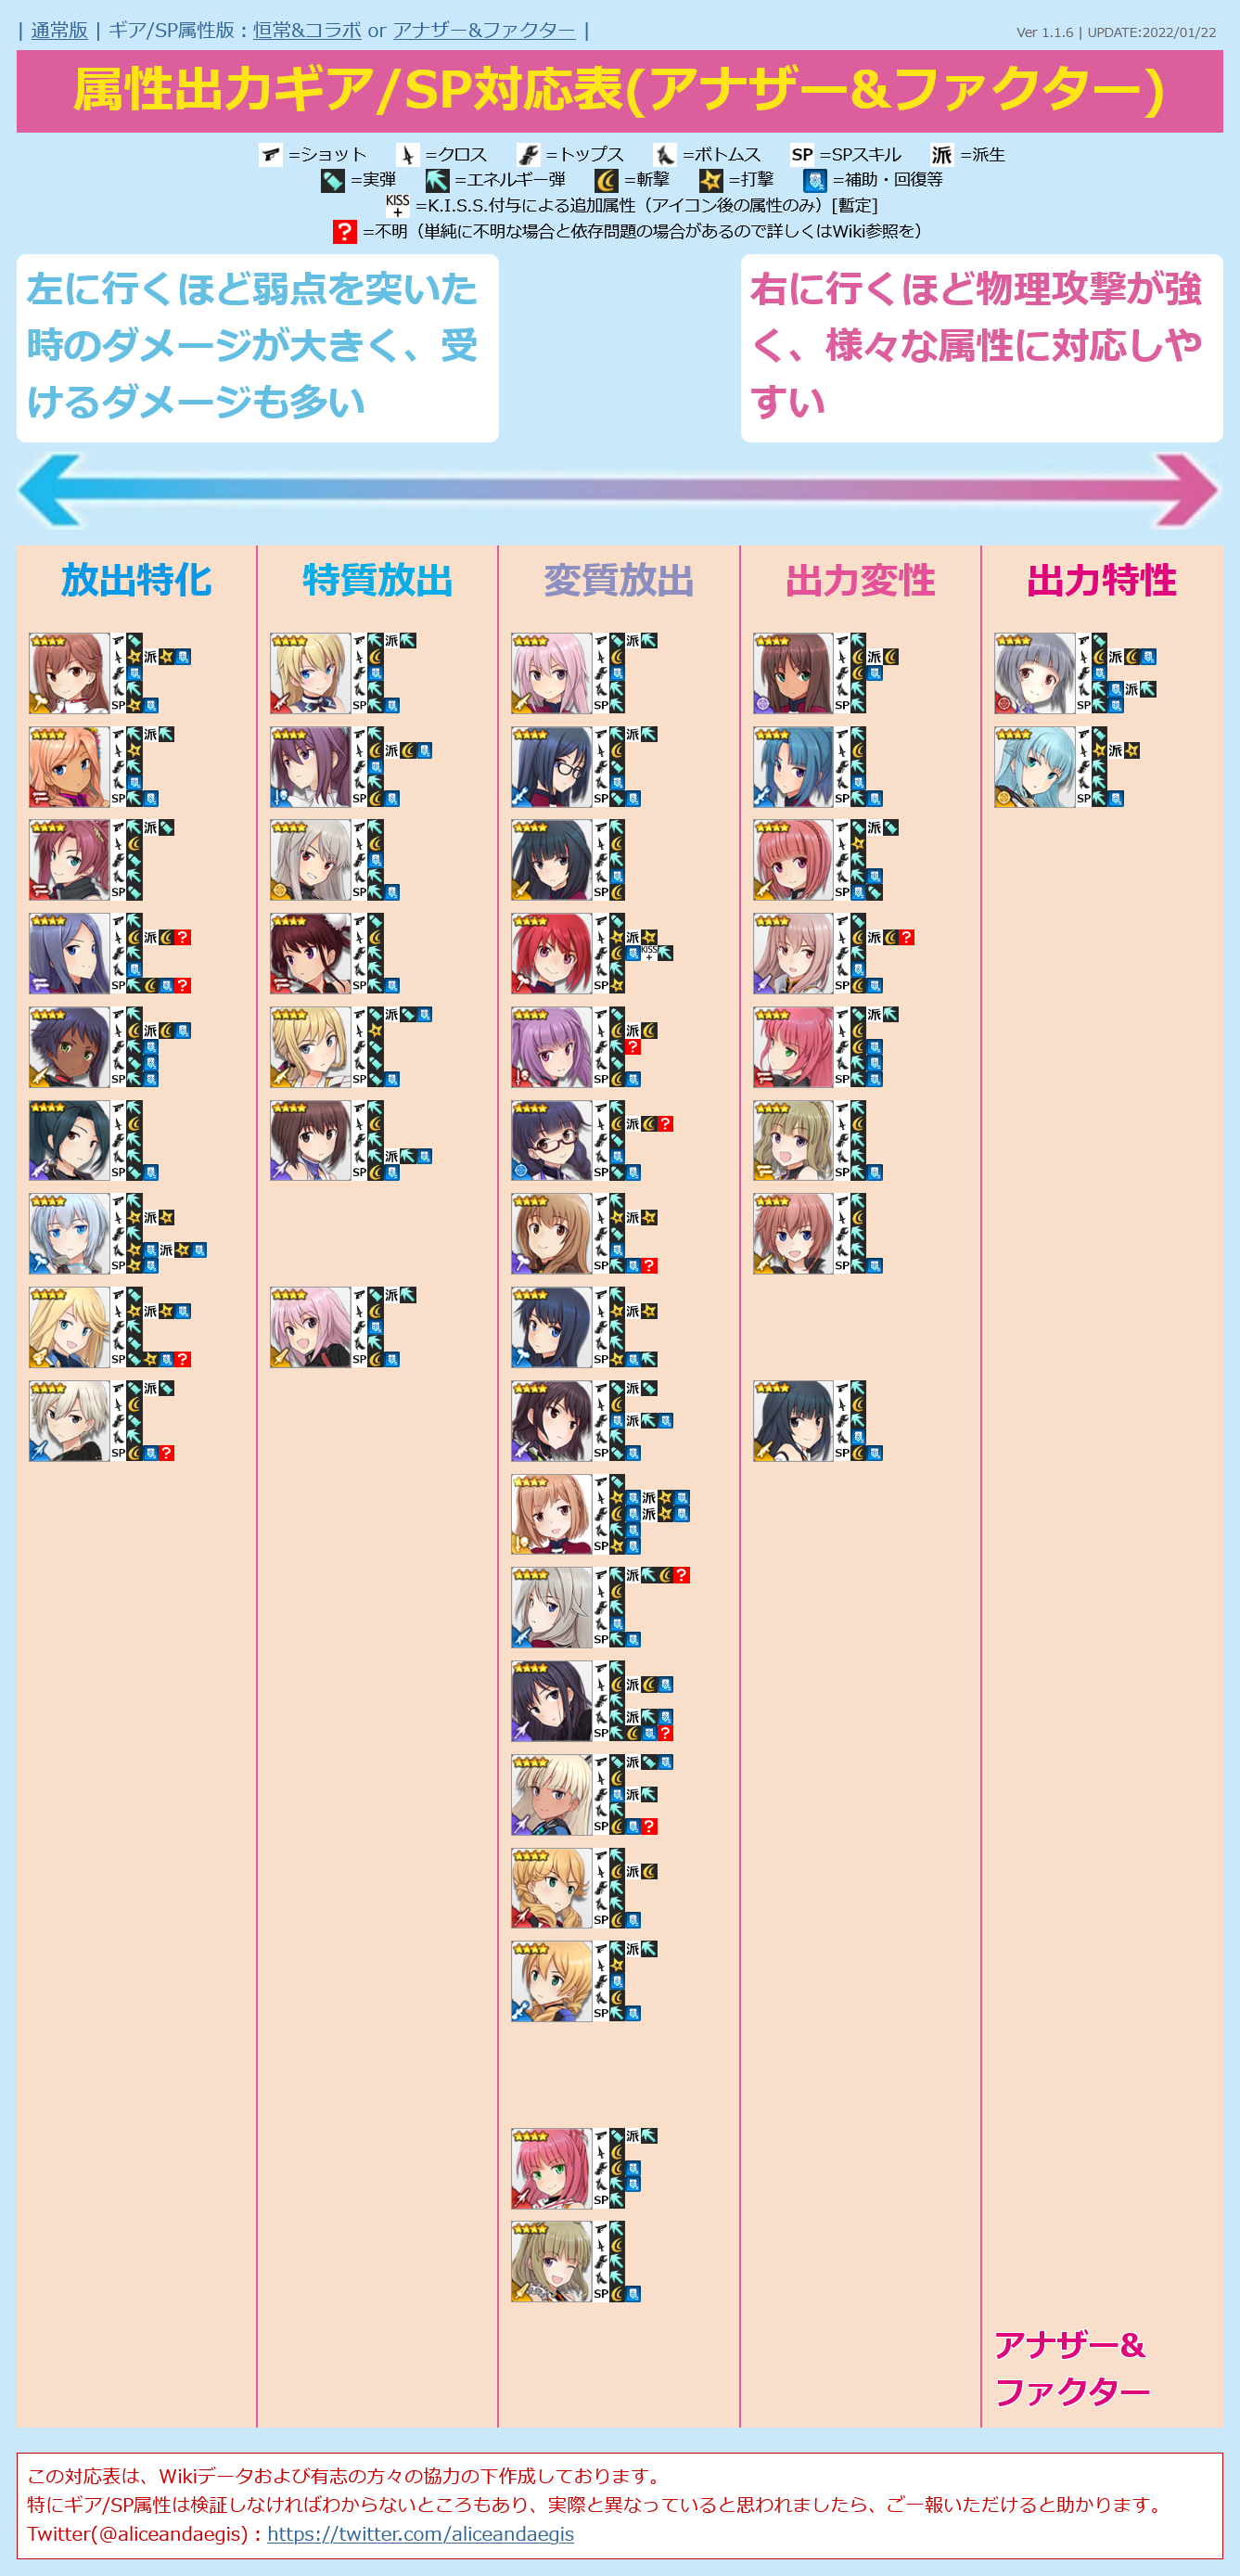 | 通常版 | ギア/SP属性版：恒常&コラボ or アナザー&ファクター |
Ver 1.1.6 | UPDATE:2022/01/22
属性出力ギア/SP対応表(アナザー&ファクター)
=ショット =クロス =トップス =ボトムス SP =SPスキル 派 =派生
=実弾 =エネルギー弾 =斬撃 =打撃 =補助・回復等
KISS+ =K.I.S.S.付与による追加属性（アイコン後の属性のみ）[暫定]
? =不明（単純に不明な場合と依存問題の場合があるので詳しくはWiki参照を）
左に行くほど弱点を突いた
時のダメージが大きく、受
けるダメージも多い
右に行くほど物理攻撃が強
く、様々な属性に対応しや
すい
放出特化 特質放出 変質放出 出力変性 出力特性
アナザー&
ファクター
この対応表は、Wikiデータおよび有志の方々の協力の下作成しております。
特にギア/SP属性は検証しなければわからないところもあり、実際と異なっていると思われましたら、ご一報いただけると助かります。
Twitter(@aliceandaegis)：https://twitter.com/aliceandaegis